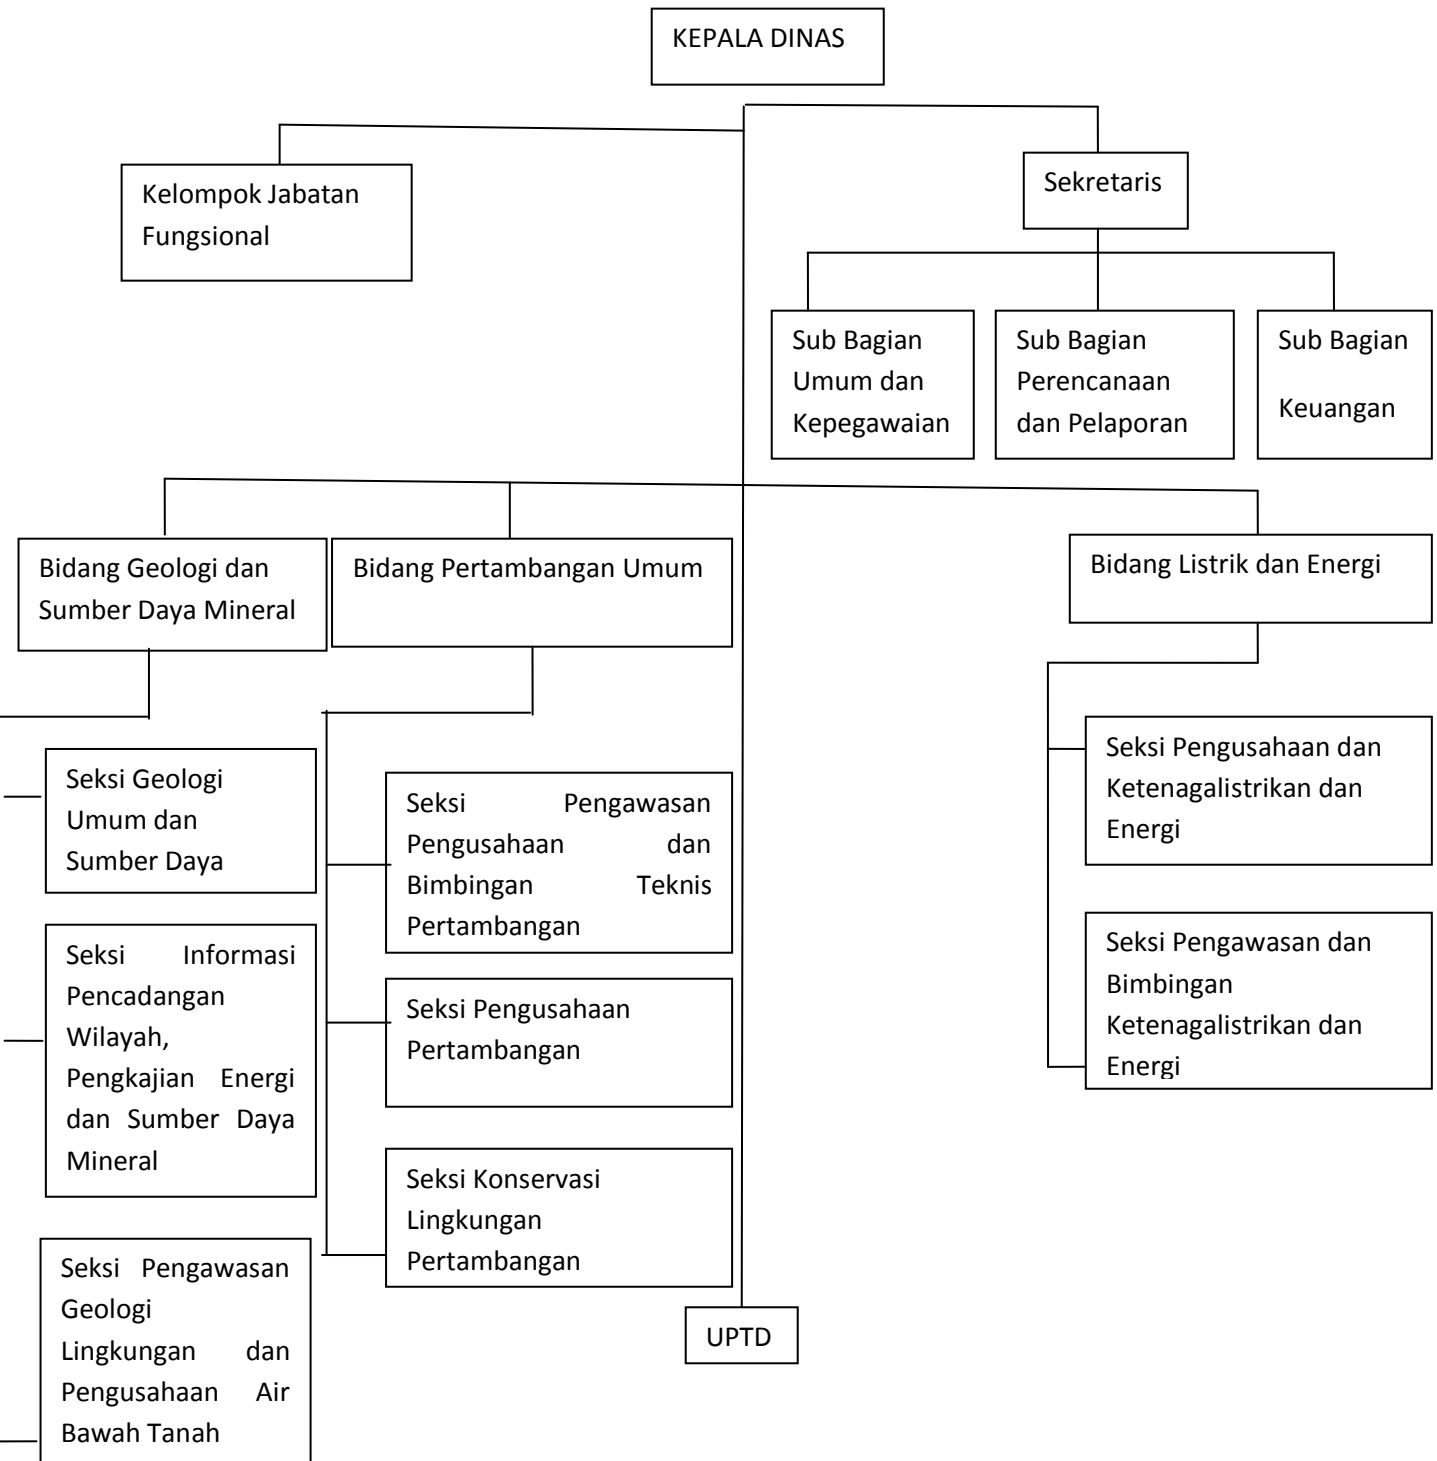 KEPALA DINAS
Kelompok Jabatan
Fungsional
Sekretaris
Sub Bagian
Umum dan
Kepegawaian
Sub Bagian
Perencanaan
dan Pelaporan
Sub Bagian
Keuangan
Bidang Geologi dan
Sumber Daya Mineral
Bidang Pertambangan Umum
Bidang Listrik dan Energi
Seksi Geologi
Umum dan
Sumber Daya
Seksi Informasi
Pencadangan
Wilayah,
Pengkajian Energi
dan Sumber Daya
Mineral
Seksi Pengawasan
Geologi
Lingkungan dan
Pengusahaan Air
Bawah Tanah
Seksi Pengawasan
Pengusahaan dan
Bimbingan Teknis
Pertambangan
Seksi Pengusahaan
Pertambangan
Seksi Konservasi
Lingkungan
Pertambangan
Seksi Pengusahaan dan
Ketenagalistrikan dan
Energi
Seksi Pengawasan dan
Bimbingan
Ketenagalistrikan dan
Energi
UPTD